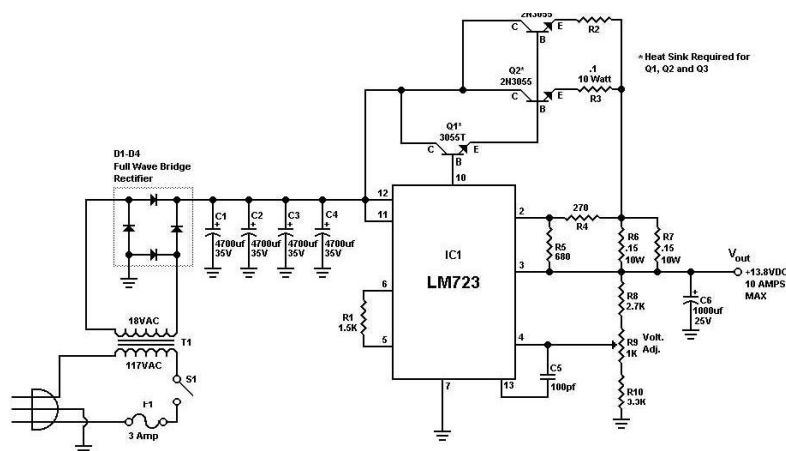 C
E
B
R2
* Heat Sink Required for
Q1, Q2 and Q3
Q2*
2N3055
C
E
B
.1
10 Watt
R3
Q1*
3055T
C
E
B
10
D1-D4
Full Wave Bridge
Rectifier
C1
+
4700uf
35V
C2
+
4700uf
35V
C3
+
4700uf
35V
C4
+
4700uf
35V
12
11
2
270
R4
R5
680
R6
.15
10W
R7
.15
10W
IC1
LM723
3
Vout
+13.8VDC
10 AMPS
MAX
+
C6
1000uf
25V
6
R1
1.5K
5
R8
2.7K
4
R9
1K
Volt.
Adj.
C5
100pf
R10
3.3K
7
13
18VAC
T1
117VAC
S1
F1
3 Amp